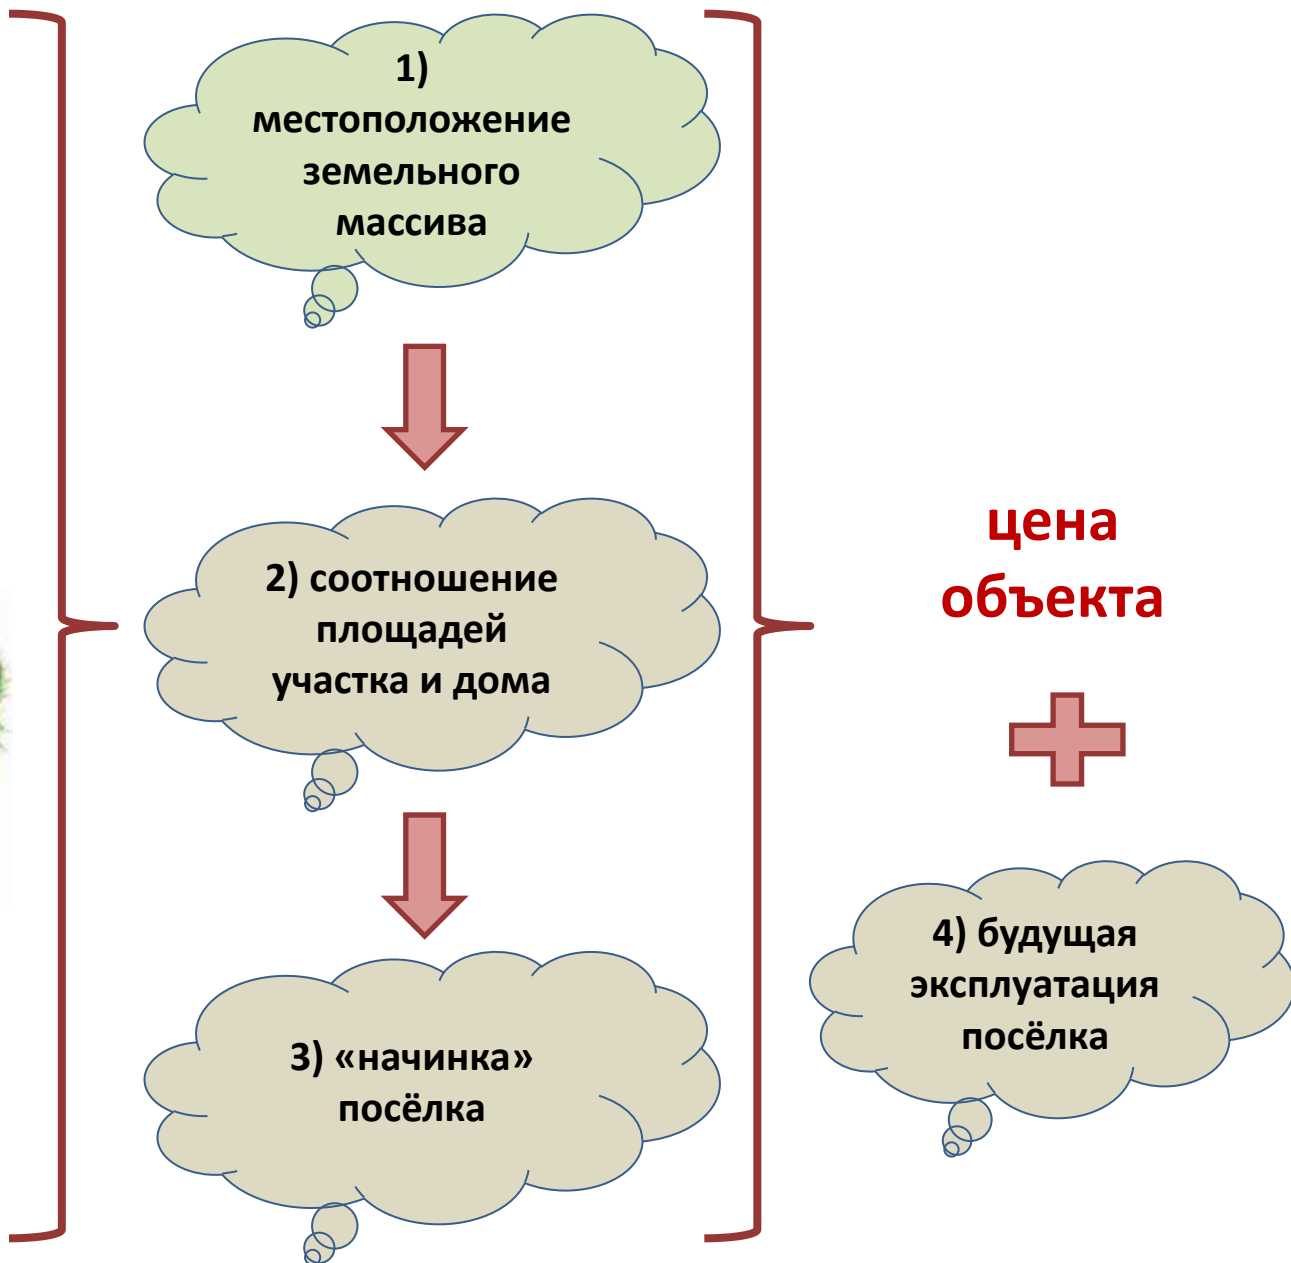 1)
местоположение
земельного
массива
2) соотношение
площадей
участка и дома
3) «начинка»
посёлка
цена
объекта
4) будущая
эксплуатация
посёлка